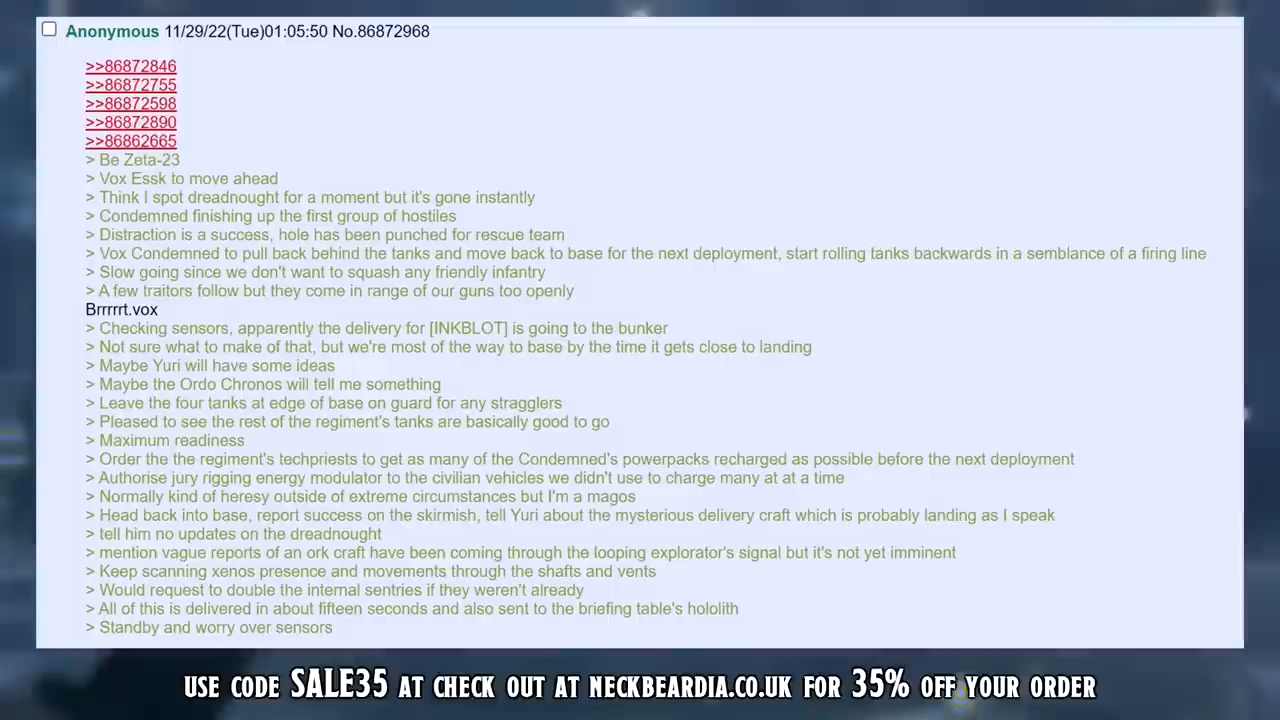 Anonymous 11/29/22(Tue)01:05:50 No.86872968
>>86872846
>>86872755
>>86872598
>>86872890
>>86862665
> Be Zeta-23
> Vox Essk to move ahead
> Think I spot dreadnought for a moment but it's gone instantly
> Condemned finishing up the first group of hostiles
> Distraction is a success, hole has been punched for rescue team
> Vox Condemned to pull back behind the tanks and move back to base for the next deployment, start rolling tanks backwards in a semblance of a firing line
> Slow going since we don't want to squash any friendly infantry
> A few traitors follow but they come in range of our guns too openly
Brrrrrt.vox
> Checking sensors, apparently the delivery for [INKBLOT] is going to the bunker
> Not sure what to make of that, but we're most of the way to base by the time it gets close to landing
> Maybe Yuri will have some ideas
> Maybe the Ordo Chronos will tell me something
> Leave the four tanks at edge of base on guard for any stragglers
> Pleased to see the rest of the regiment's tanks are basically good to go
> Maximum readiness
> Order the the regiment's techpriests to get as many of the Condemned's powerpacks recharged as possible before the next deployment
> Authorise jury rigging energy modulator to the civilian vehicles we didn't use to charge many at at a time
> Normally kind of heresy outside of extreme circumstances but I'm a magos
> Head back into base, report success on the skirmish, tell Yuri about the mysterious delivery craft which is probably landing as I speak
> tell him no updates on the dreadnought
> mention vague reports of an ork craft have been coming through the looping explorator's signal but it's not yet imminent
> Keep scanning xenos presence and movements through the shafts and vents
> Would request to double the internal sentries if they weren't already
> All of this is delivered in about fifteen seconds and also sent to the briefing table's hololith
> Standby and worry over sensors
USE CODE SALE35 AT CHECK OUT AT NECKBEARDIA.CO.UK FOR 35% OFF YOUR ORDER